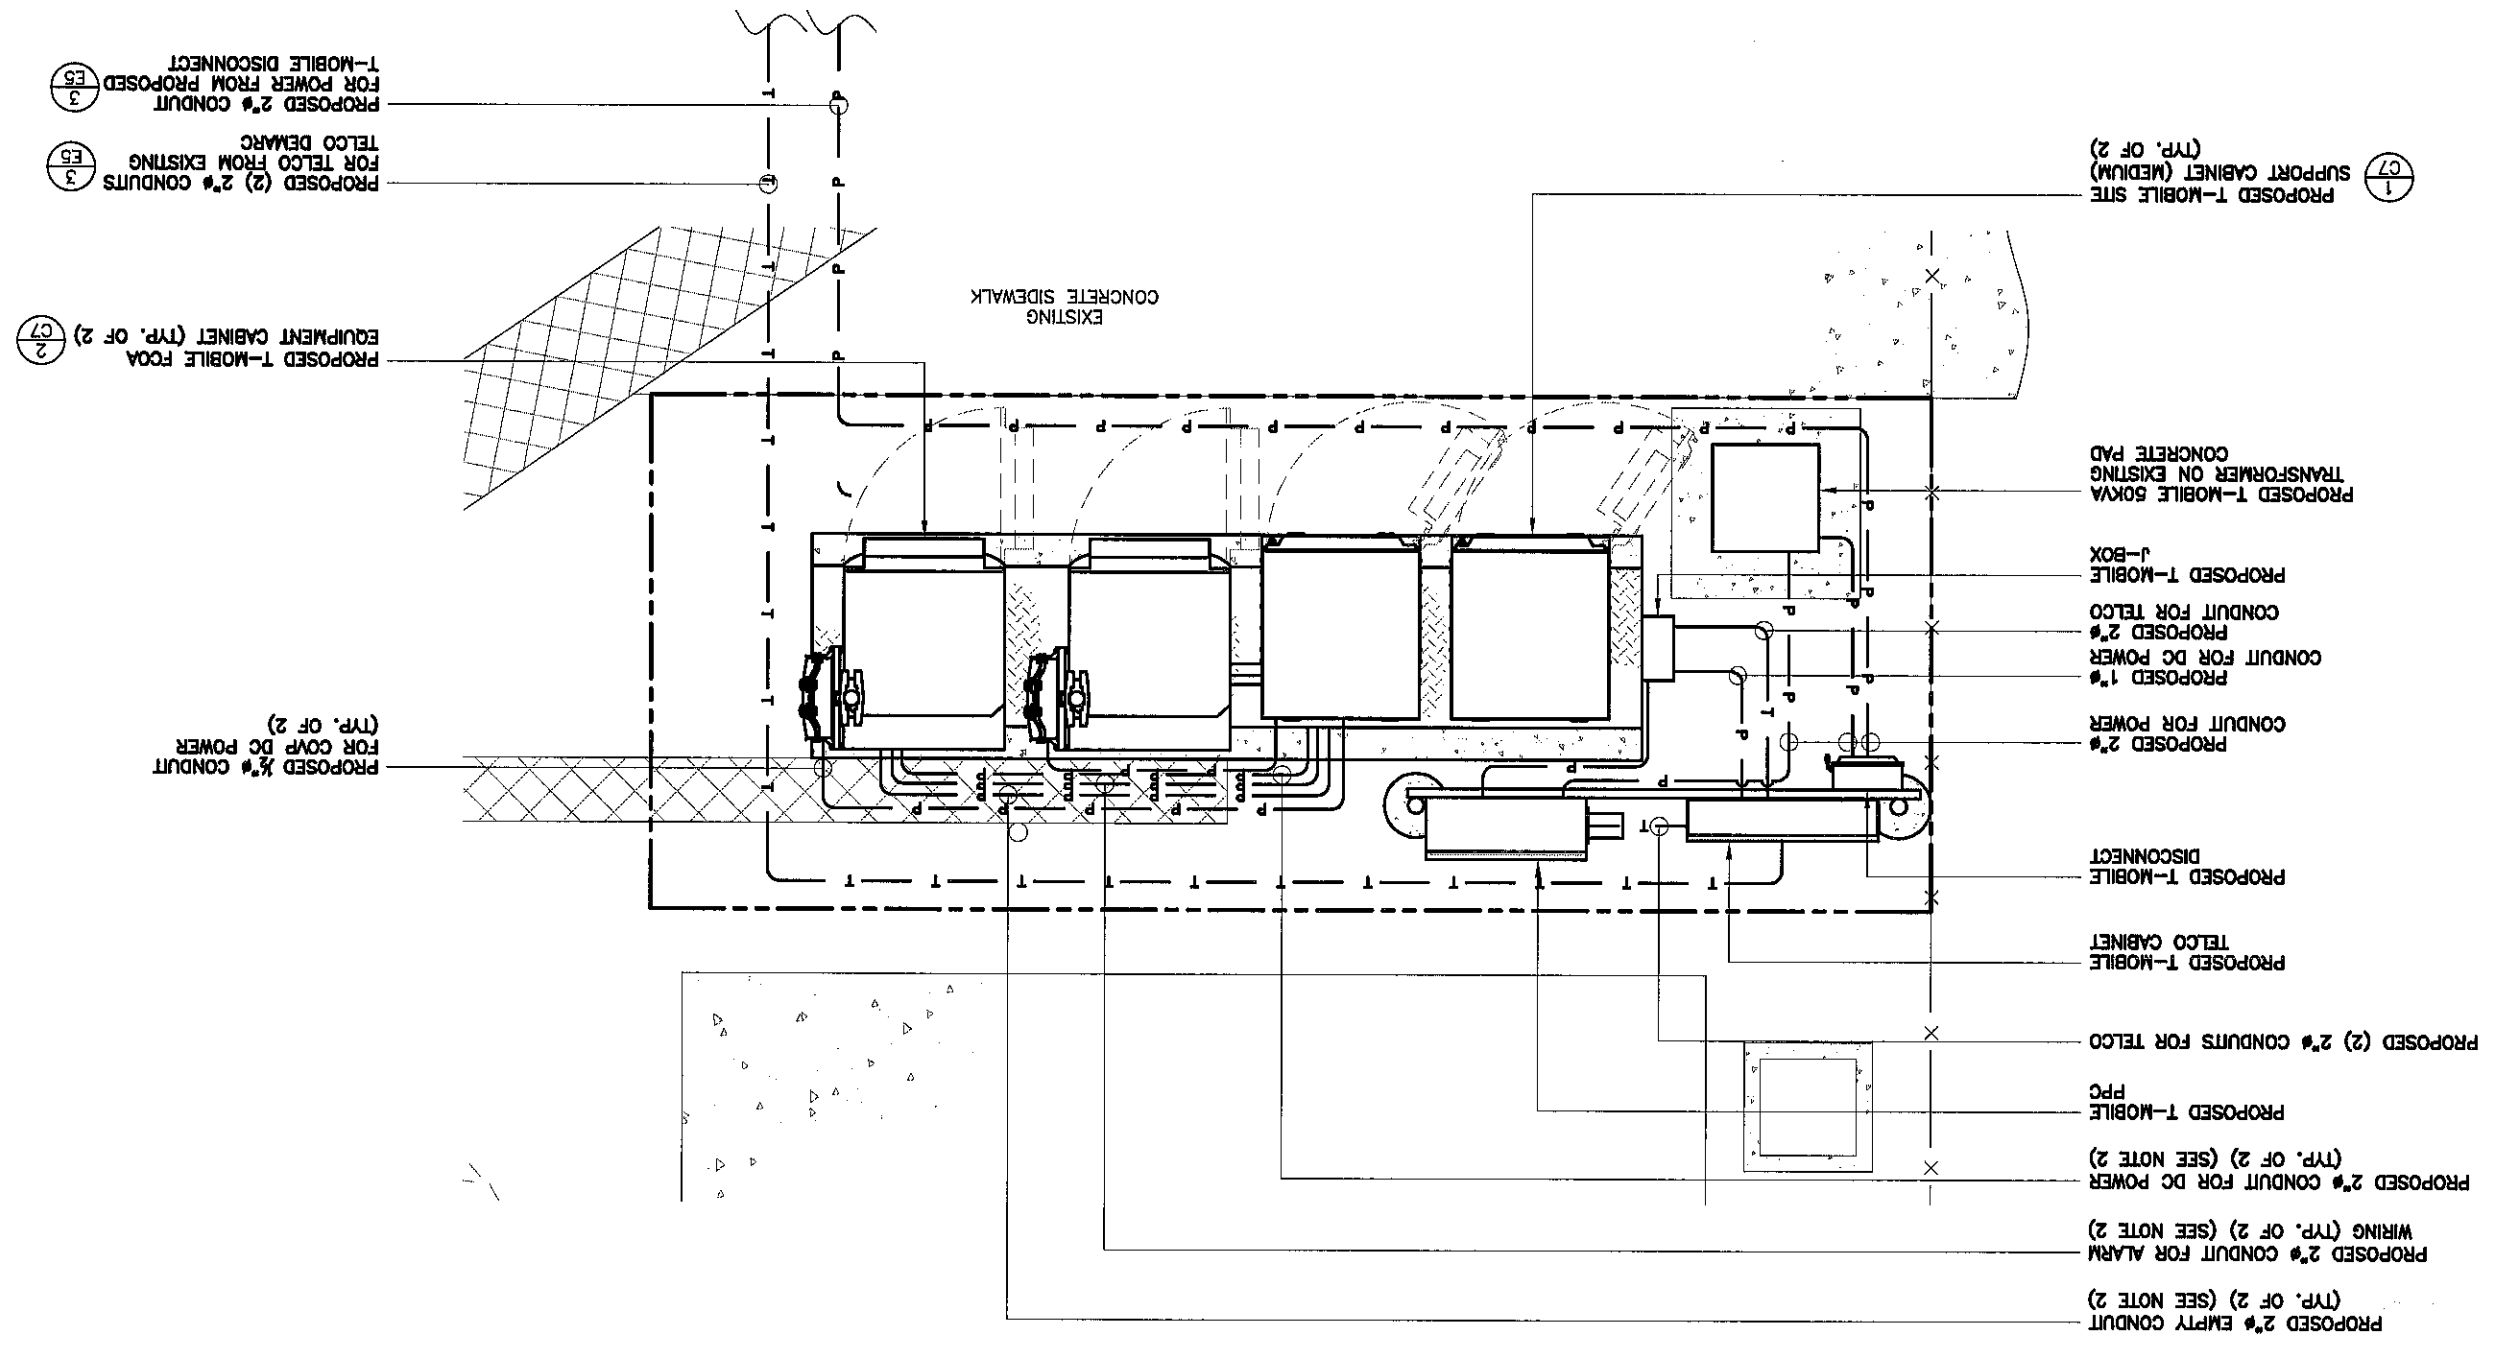 PROPOSED 2"ø EMPTY CONDUIT
(TYP. OF 2) (SEE NOTE 2)
PROPOSED 2"ø CONDUIT FOR ALARM
WIRING (TYP. OF 2) (SEE NOTE 2)
PROPOSED 2"ø CONDUIT FOR DC POWER
(TYP. OF 2) (SEE NOTE 2)
PROPOSED T-MOBILE
PPC
PROPOSED (2) 2"ø CONDUITS FOR TELCO
PROPOSED T-MOBILE
TELCO CABINET
PROPOSED T-MOBILE
DISCONNECT
PROPOSED 2"ø
CONDUIT FOR POWER
PROPOSED 1"ø
CONDUIT FOR DC POWER
PROPOSED 2"ø
CONDUIT FOR TELCO
PROPOSED T-MOBILE
J-BOX
PROPOSED T-MOBILE 50KVA
TRANSFORMER ON EXISTING
CONCRETE PAD
PROPOSED T-MOBILE SITE
SUPPORT CABINET (MEDIUM)
(TYP. OF 2)
1
C7
EXISTING
CONCRETE SIDEWALK
PROPOSED ½"ø CONDUIT
FOR COVP DC POWER
(TYP. OF 2)
PROPOSED T-MOBILE FCOA
EQUIPMENT CABINET (TYP. OF 2)
2
C7
PROPOSED (2) 2"ø CONDUITS
FOR TELCO FROM EXISTING
TELCO DEMARC
3
E5
PROPOSED 2"ø CONDUIT
FOR POWER FROM PROPOSED
T-MOBILE DISCONNECT
3
E5